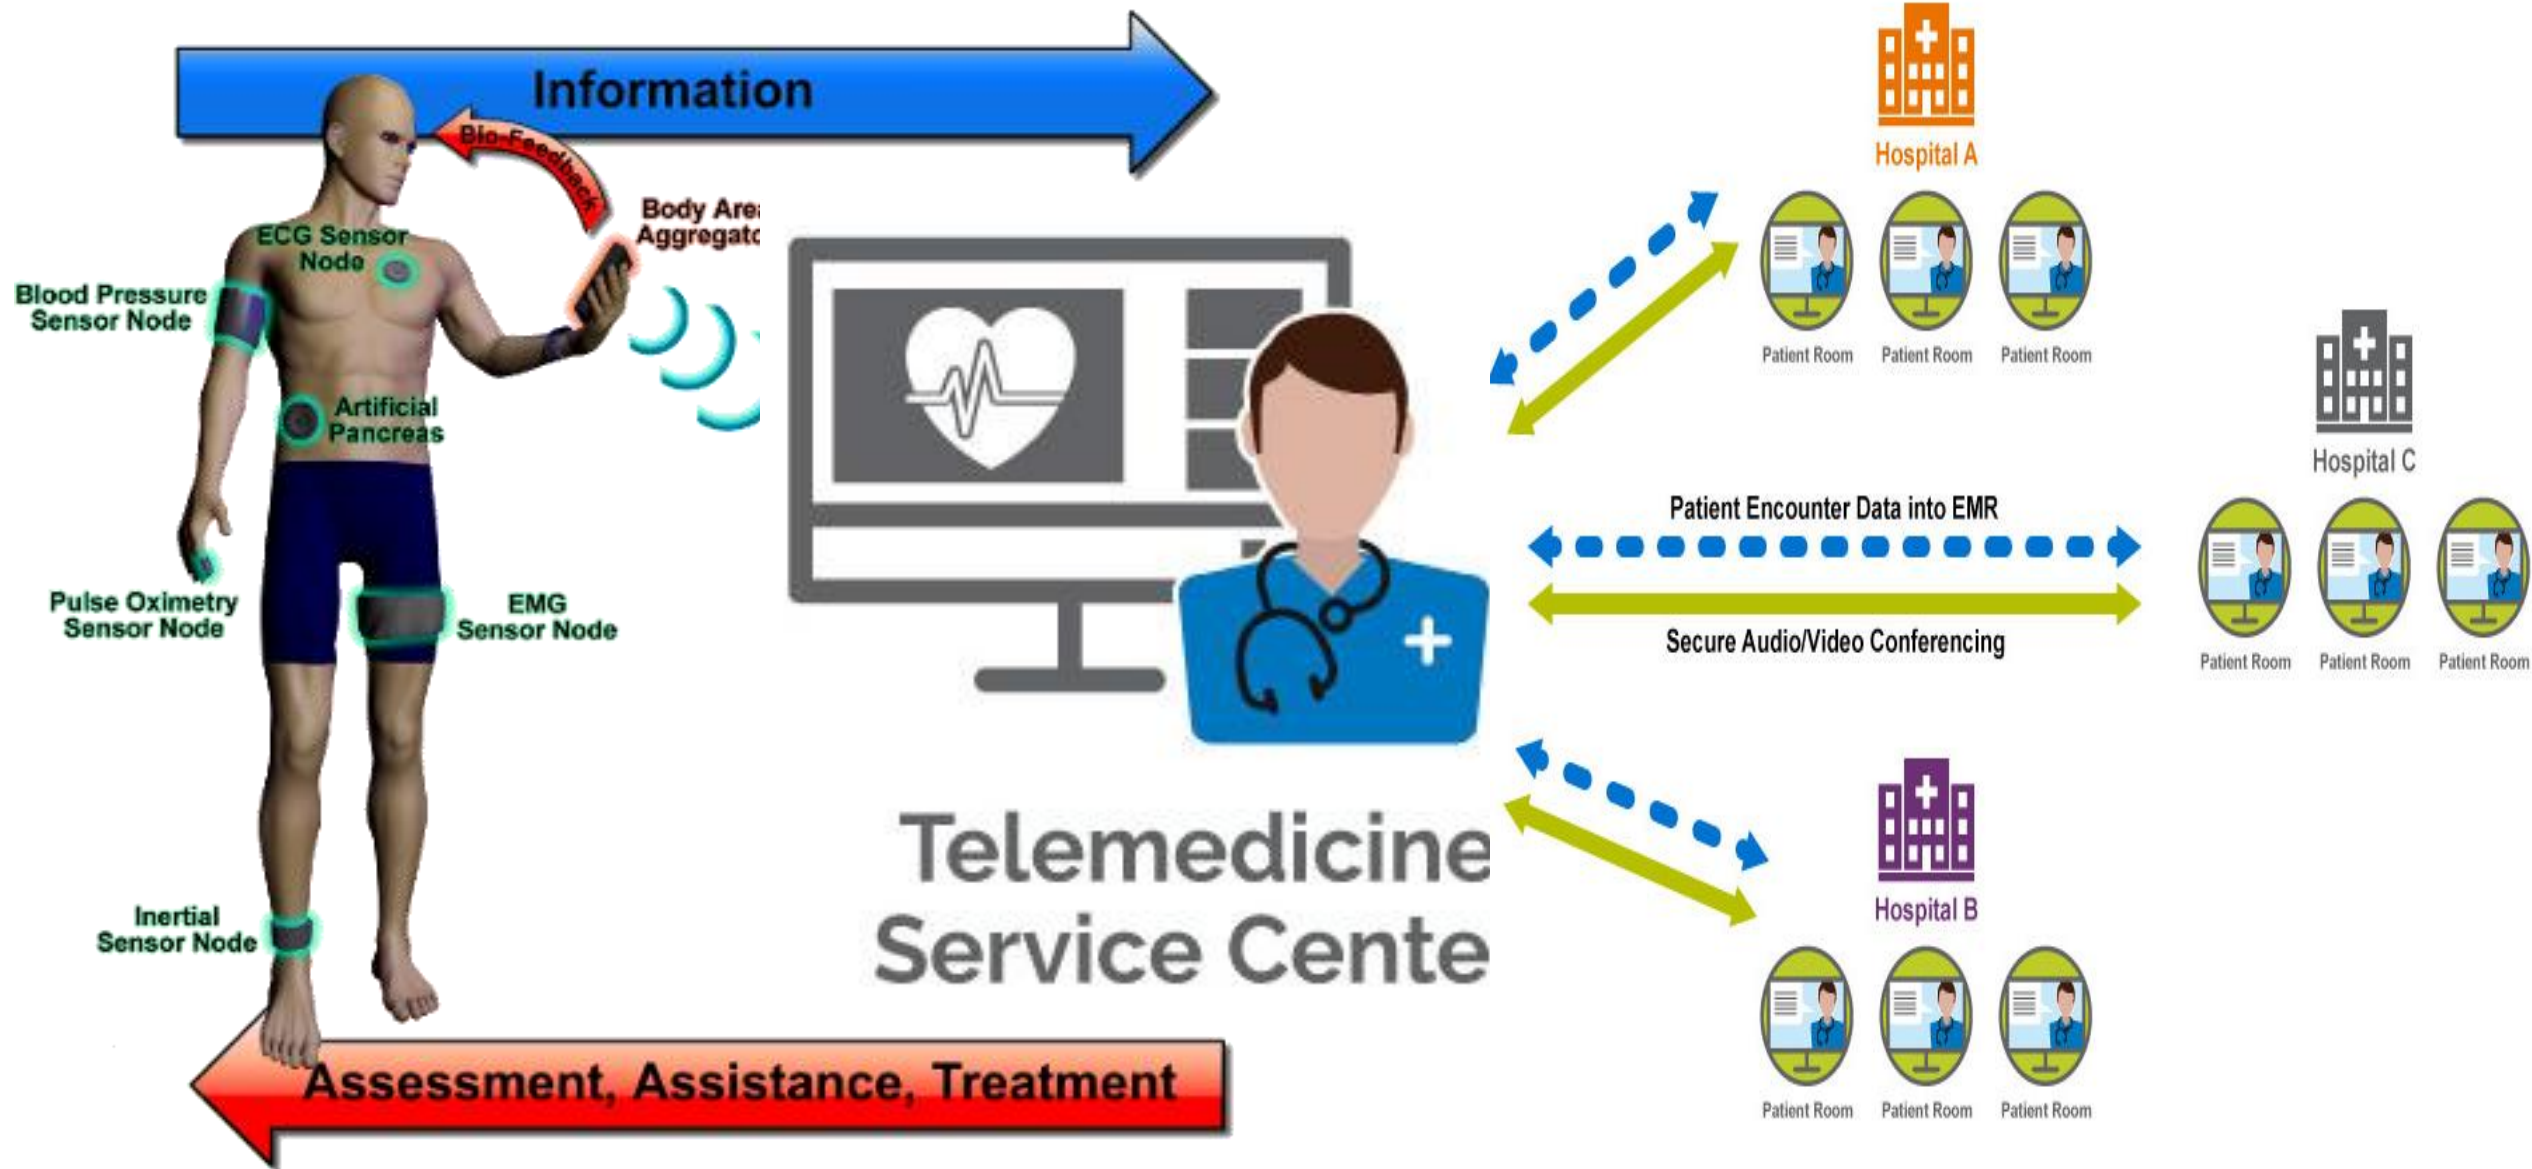 Information
Bio-Feedback
Body Area
Aggregato
ECG Sensor
Node
Blood Pressure
Sensor Node
Artificial
Pancreas
Pulse Oximetry
Sensor Node
EMG
Sensor Node
Inertial
Sensor Node
Assessment, Assistance, Treatment
Telemedicine
Service Cente
Hospital A
Patient Room Patient Room Patient Room
Hospital C
Patient Encounter Data into EMR
Secure Audio/Video Conferencing
Patient Room Patient Room Patient Room
Hospital B
Patient Room Patient Room Patient Room